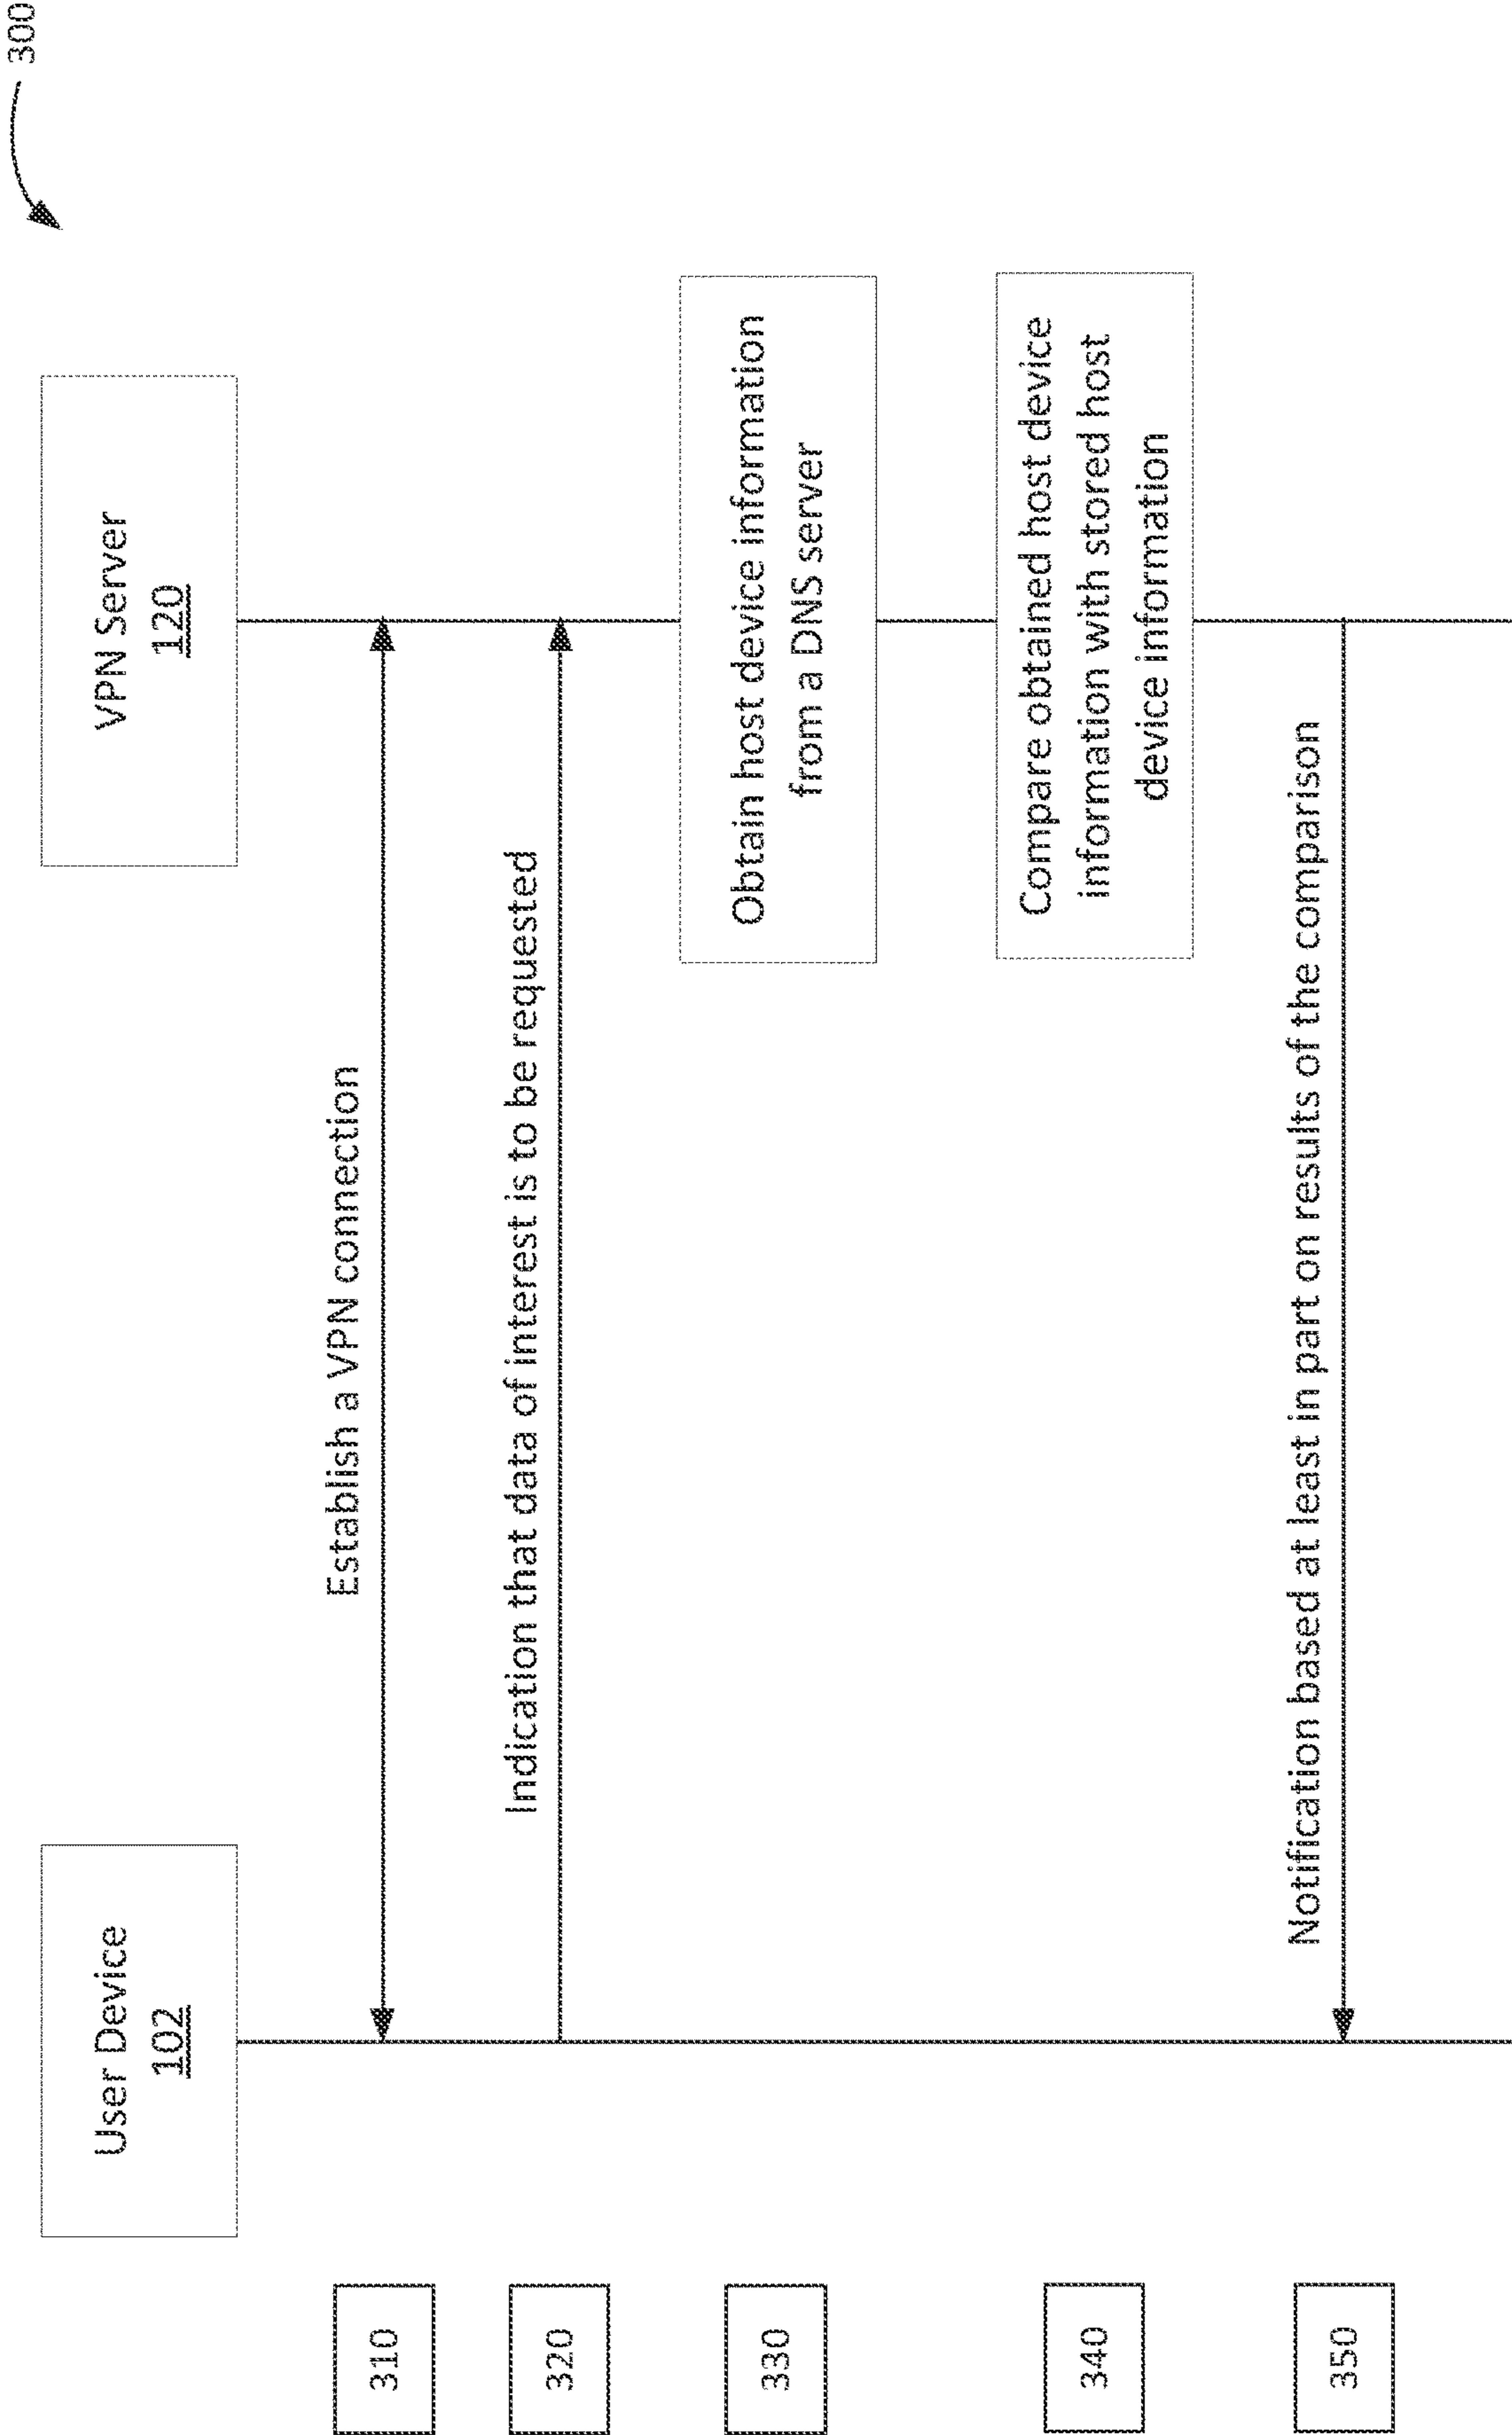 300
User Device
102
VPN Server
120
310
Establish a VPN connection
320
Indication that data of interest is to be requested
330
Obtain host device information
from a DNS server
340
Compare obtained host device
information with stored host
device information
350
Notification based at least in part on results of the comparison